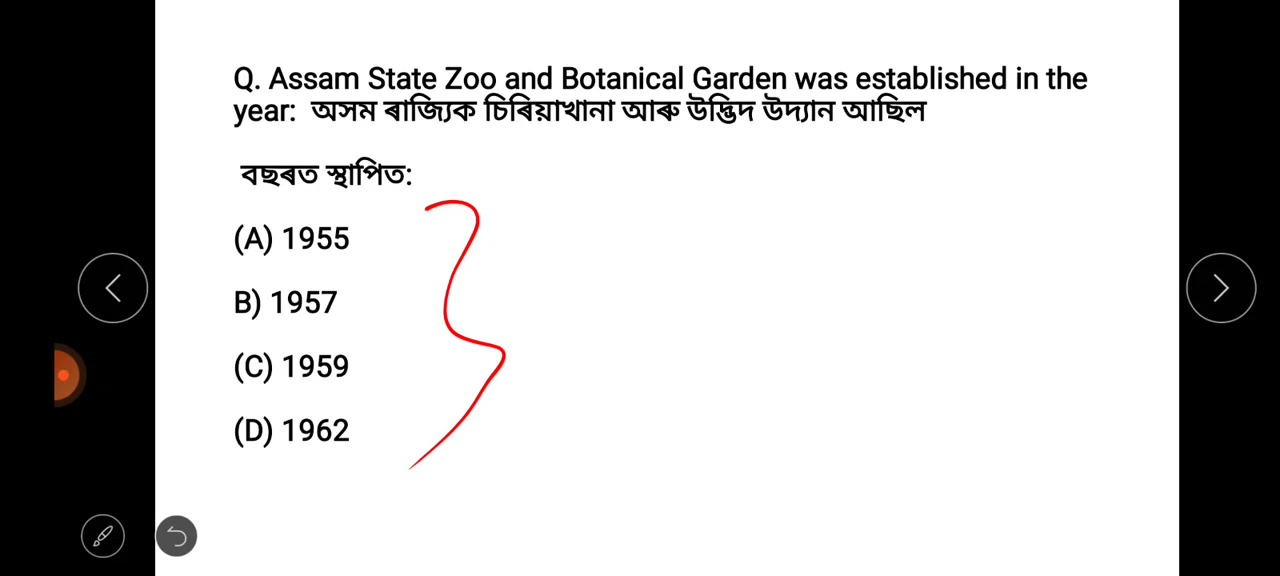 Q. Assam State Zoo and Botanical Garden was established in the
year: অসম ৰাজ্যিক চিৰিয়াখানা আৰু উদ্ভিদ উদ্যান আছিল
বছৰত স্থাপিত:
(A) 1955
B) 1957
(C) 1959
(D) 1962